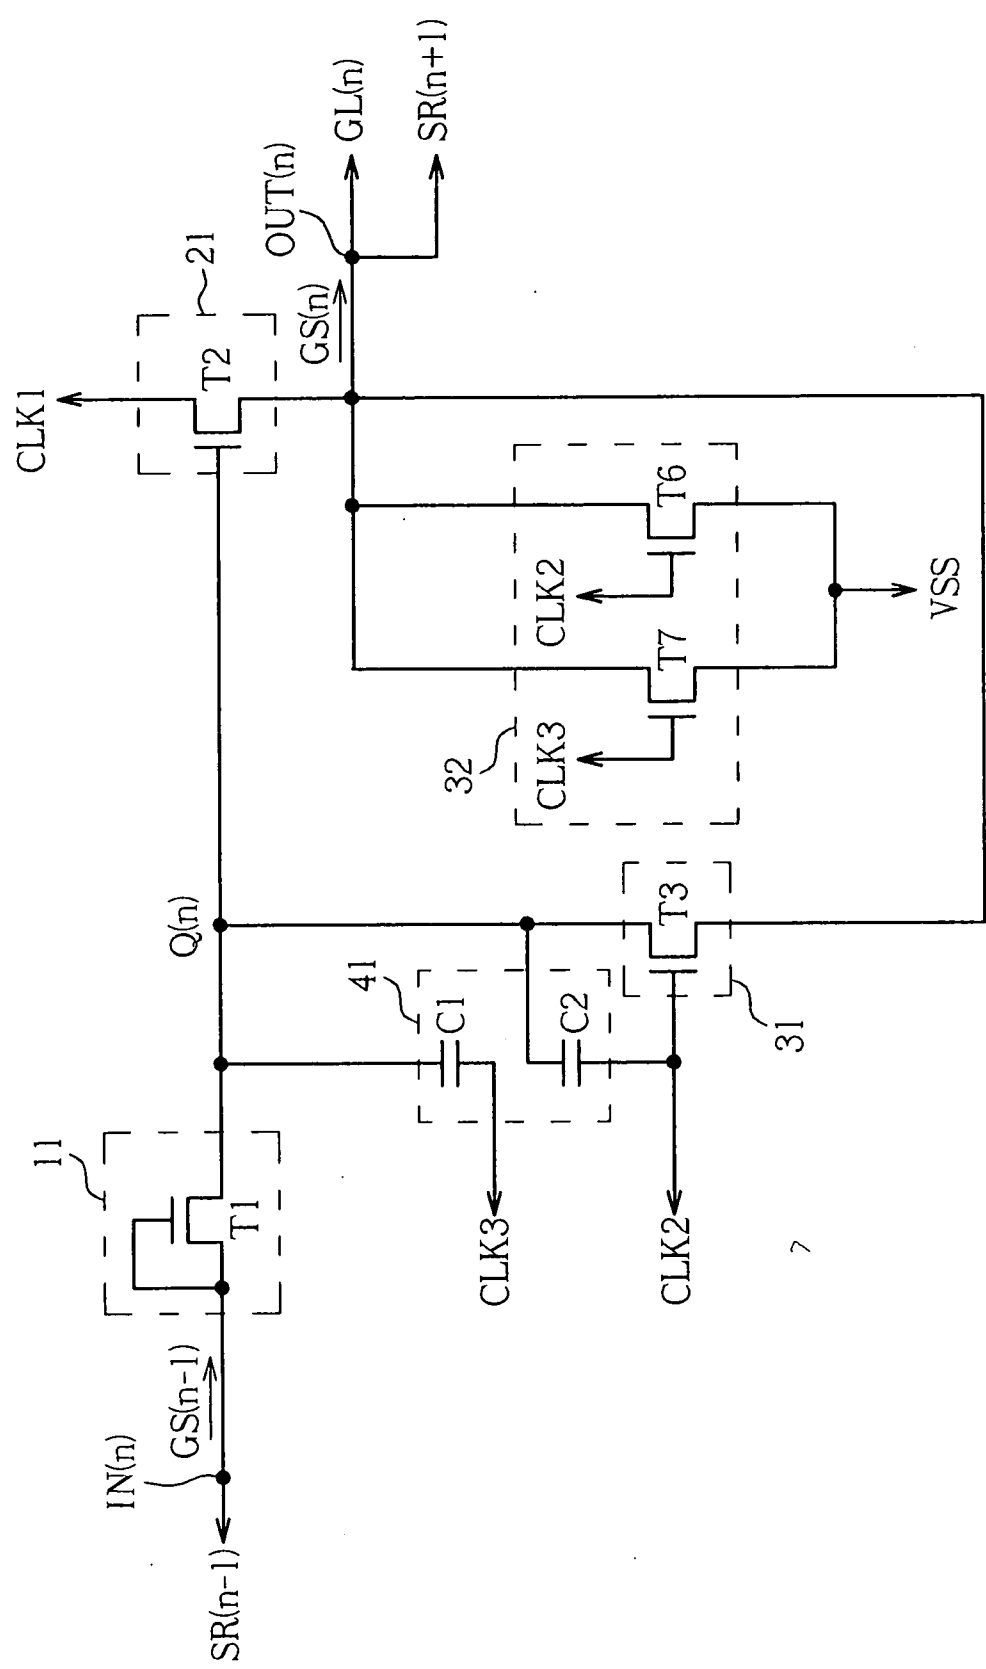 CLK1
21
T2
OUT(n)
GL(n)
SR(n+1)
GS(n)
Q(n)
11
T1
IN(n)
GS(n-1)
SR(n-1)
41
C1
C2
CLK3
CLK2
T3
31
32
CLK3
T7
CLK2
T6
VSS